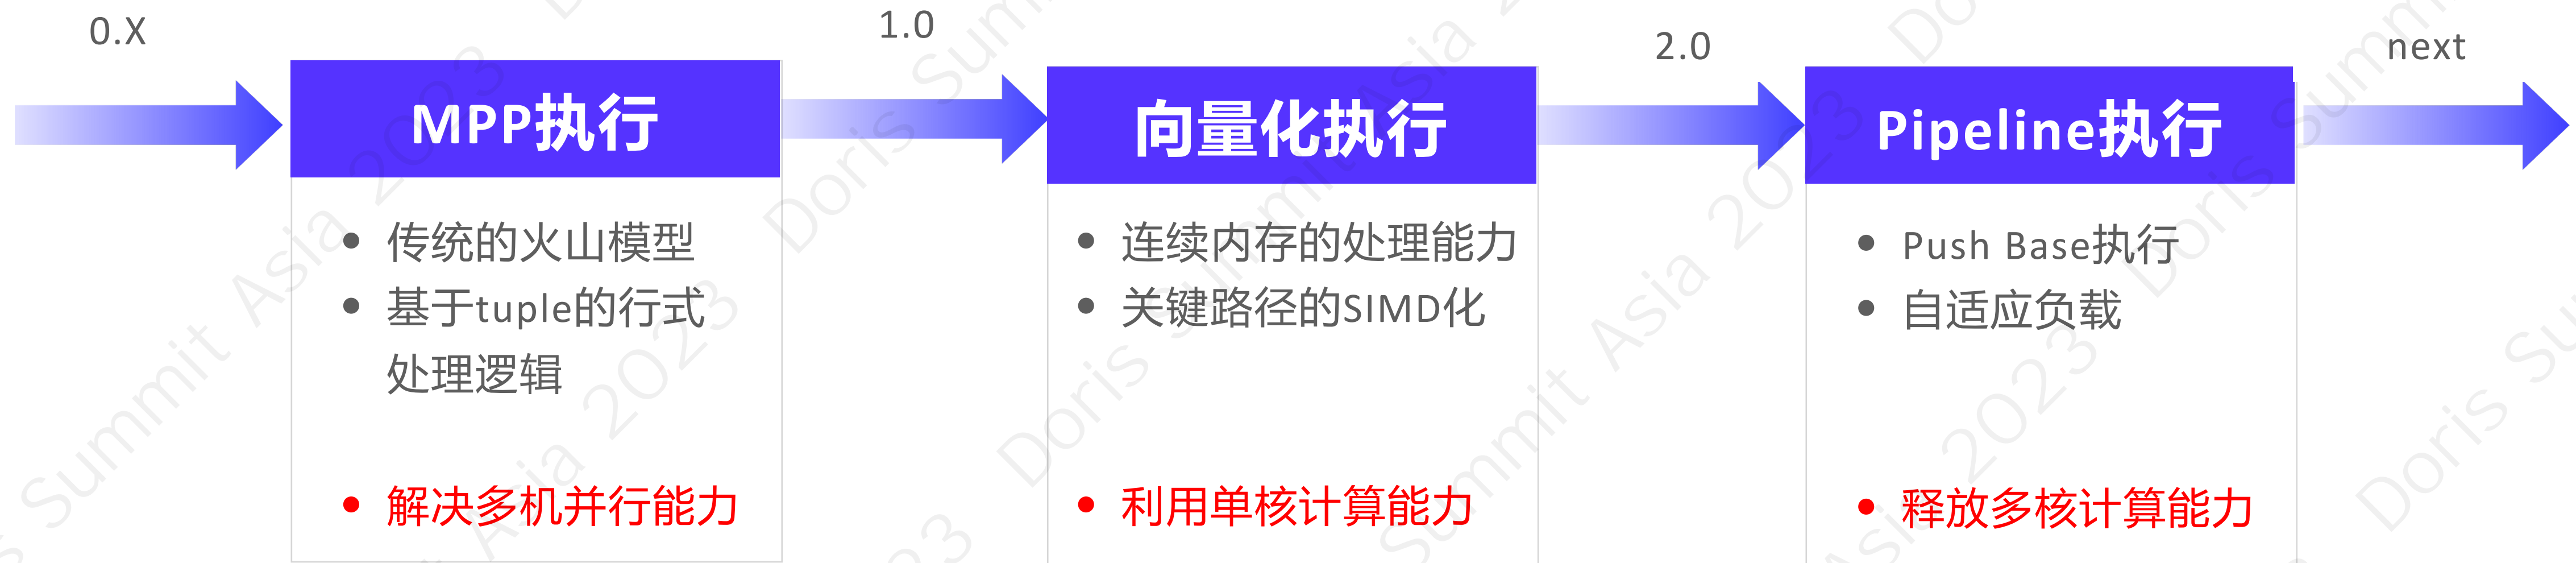 0.X
1.0
2.0
next
MPP执行
传统的火山模型
基于tuple的行式
处理逻辑
解决多机并行能力
向量化执行
连续内存的处理能力
关键路径的SIMD化
利用单核计算能力
Pipeline执行
Push Base执行
自适应负载
释放多核计算能力
Doris Summit Asia 2023